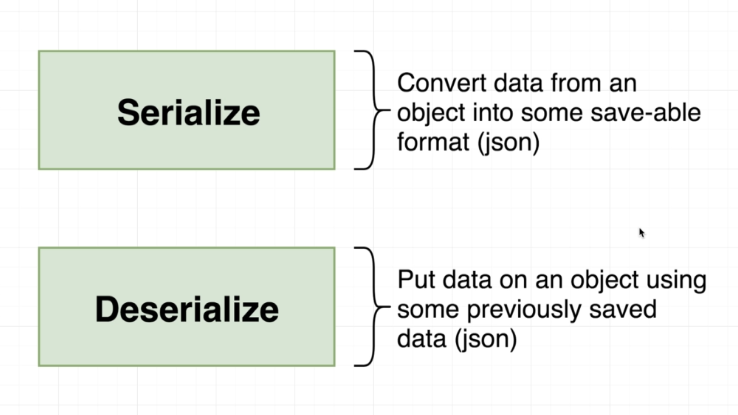 Serialize
Convert data from an
object into some save-able
format (json)
Deserialize
Put data on an object using
some previously saved
data (json)